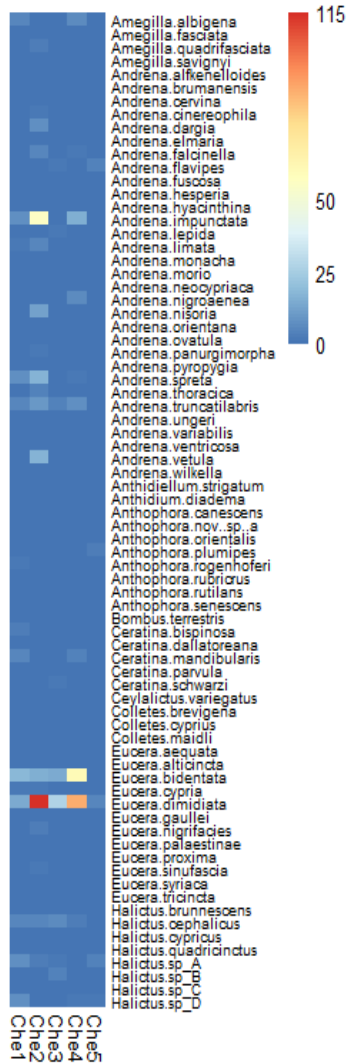 Amegilla.albigena
Amegilla.fasciata
Amegilla.quadrifasciata
Amegilla.savignyi
Andrena.alfkenelloides
Andrena.brumanensis
Andrena.cervina
Andrena.cinereophila
Andrena.dargia
Andrena.elmaria
Andrena.falcinella
Andrena.flavipes
Andrena.fuscosa
Andrena.hesperia
Andrena.hyacinthina
Andrena.impunctata
Andrena.lepida
Andrena.limata
Andrena.monacha
Andrena.morio
Andrena.neocypriaca
Andrena.nigroaenea
Andrena.nisoria
Andrena.orientana
Andrena.ovatula
Andrena.panurgimorpha
Andrena.pyropygia
Andrena.spreta
Andrena.thoracica
Andrena.truncatilabris
Andrena.ungeri
Andrena.variabilis
Andrena.ventricosa
Andrena.vetula
Andrena.wilkella
Anthidiellum.strigatum
Anthidium.diadema
Anthophora.canescens
Anthophora.nov..sp..a
Anthophora.orientalis
Anthophora.plumipes
Anthophora.rogenhoferi
Anthophora.rubricrus
Anthophora.rutilans
Anthophora.senescens
Bombus.terrestris
Ceratina.bispinosa
Ceratina.dallatoreana
Ceratina.mandibularis
Ceratina.parvula
Ceratina.schwarzi
Ceylalictus.variegatus
Colletes.brevigena
Colletes.cyprius
Colletes.maidli
Eucera.aequata
Eucera.alticincta
Eucera.bidentata
Eucera.cypria
Eucera.dimidiata
Eucera.gaullei
Eucera.nigrifacies
Eucera.palaestinae
Eucera.proxima
Eucera.sinufascia
Eucera.syriaca
Eucera.tricincta
Halictus.brunnescens
Halictus.cephalicus
Halictus.cypricus
Halictus.quadricinctus
Halictus.sp_A
Halictus.sp_B
Halictus.sp_C
Halictus.sp_D
Che1
Che2
Che3
Che4
Che5
115
50
25
0